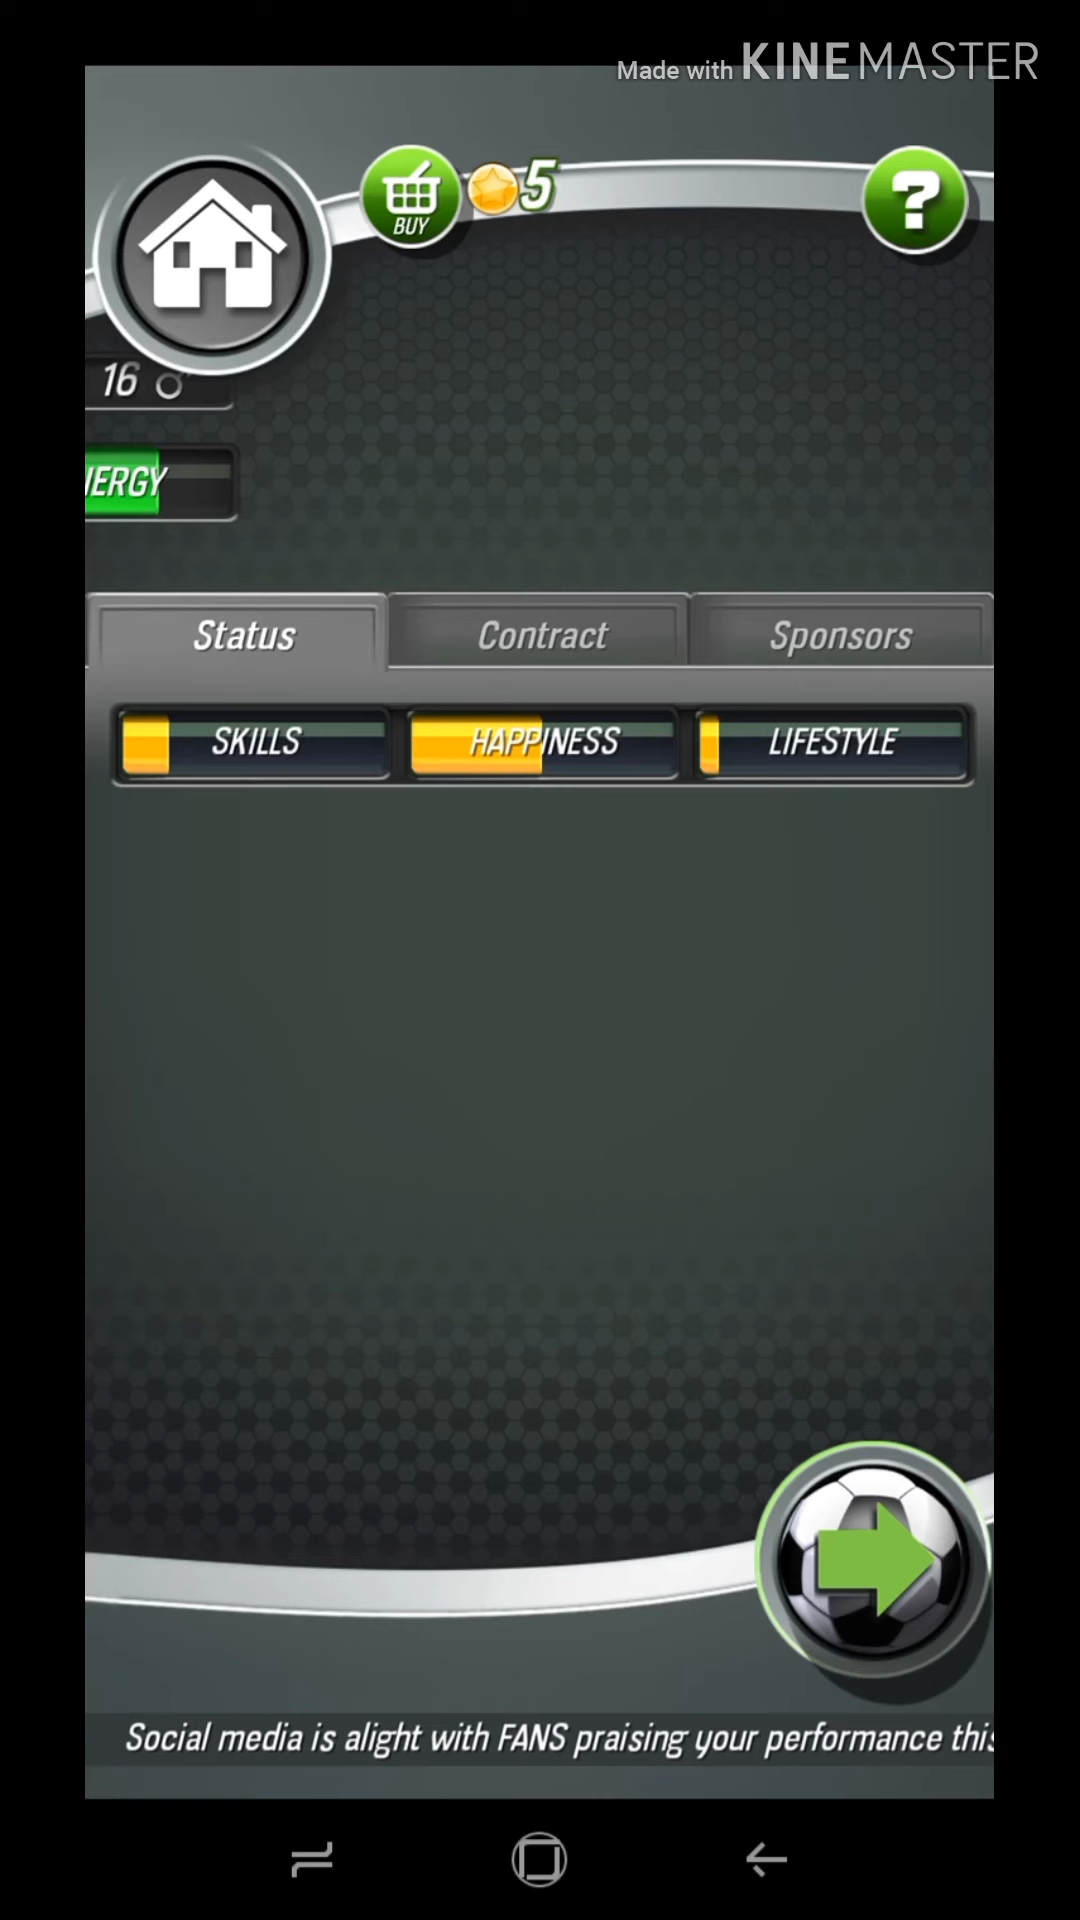 Made with KINEMASTER
BUY
5
?
16
NERGY
Status
Contract
Sponsors
SKILLS
HAPPINESS
LIFESTYLE
Social media is alight with FANS praising your performance this